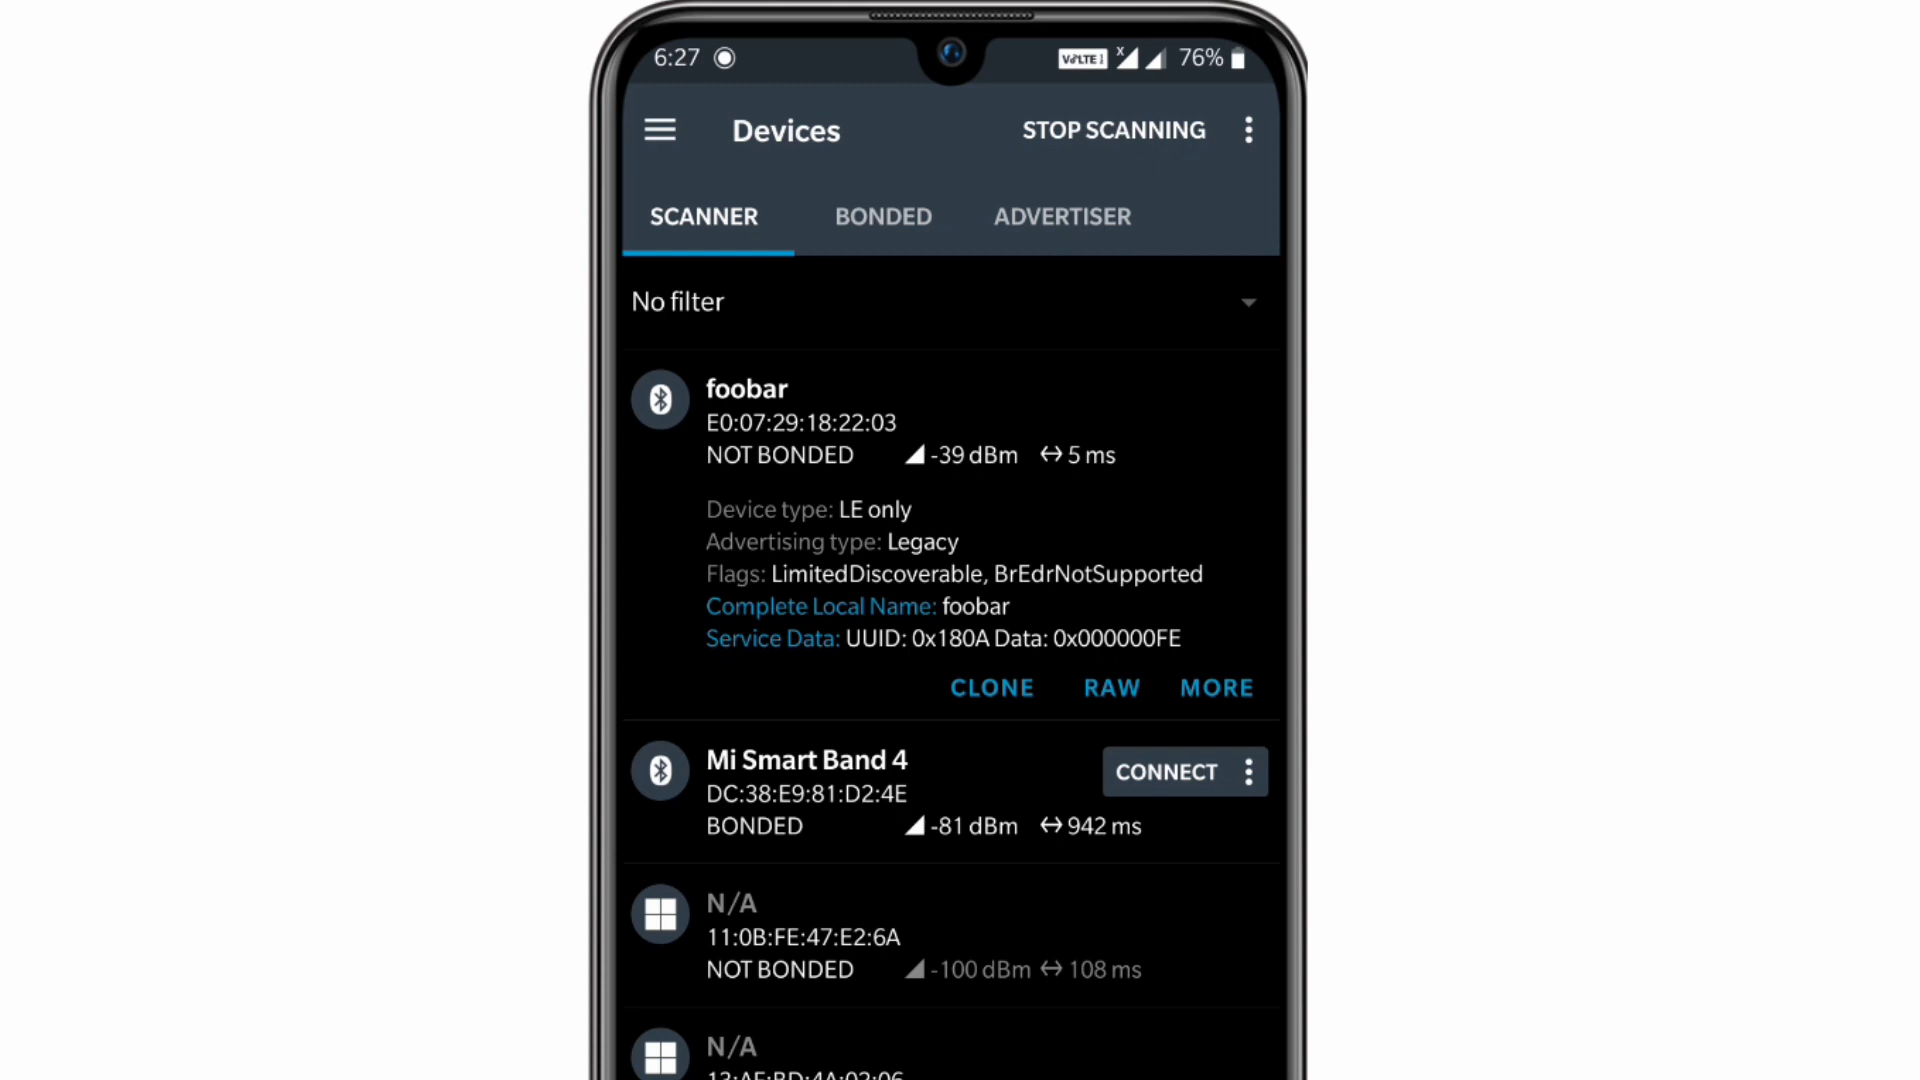 6:27 VoLTE 1 x 76%
Devices STOP SCANNING
SCANNER BONDED ADVERTISER
No filter
foobar
E0:07:29:18:22:03
NOT BONDED -39 dBm 5 ms
Device type: LE only
Advertising type: Legacy
Flags: LimitedDiscoverable, BrEdrNotSupported
Complete Local Name: foobar
Service Data: UUID: 0x180A Data: 0x000000FE
CLONE RAW MORE
Mi Smart Band 4
CONNECT
DC:38:E9:81:D2:4E
BONDED -81 dBm 942 ms
N/A
11:0B:FE:47:E2:6A
NOT BONDED -100 dBm 108 ms
N/A